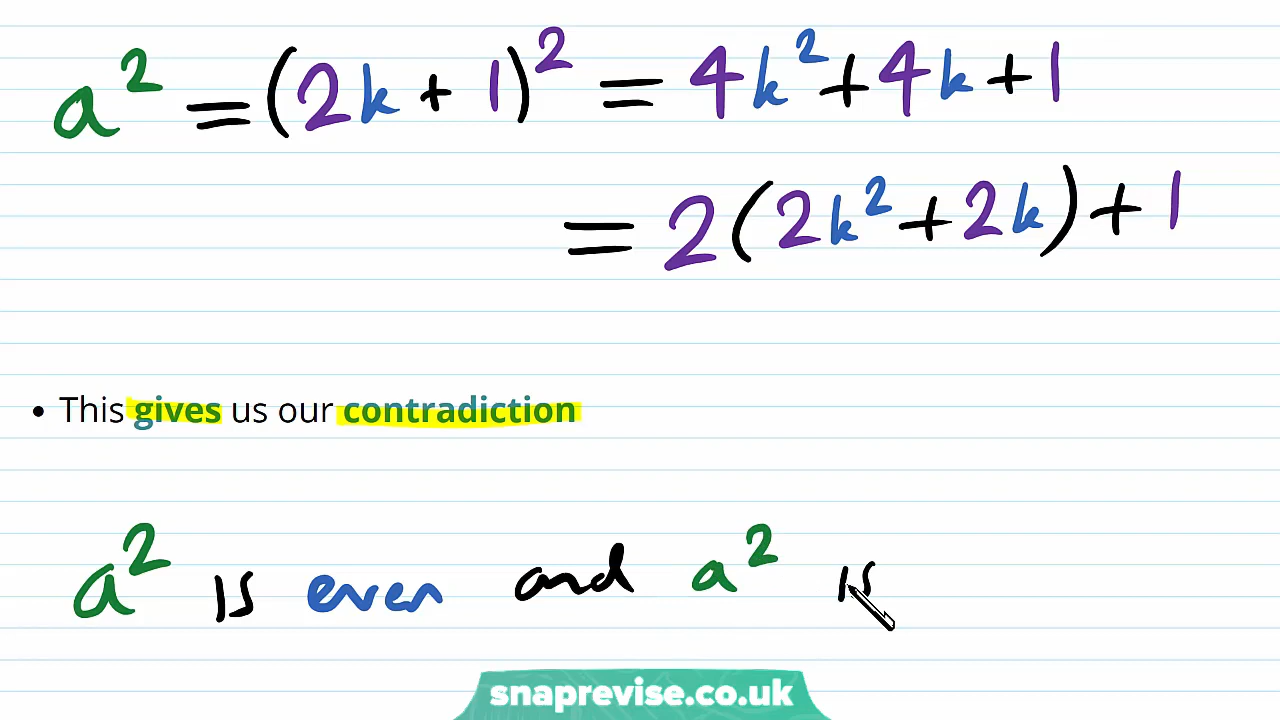 a² = (2k + 1)² = 4k² + 4k + 1
= 2(2k² + 2k) + 1
• This gives us our contradiction
a² is even and a² is
snaprevise.co.uk